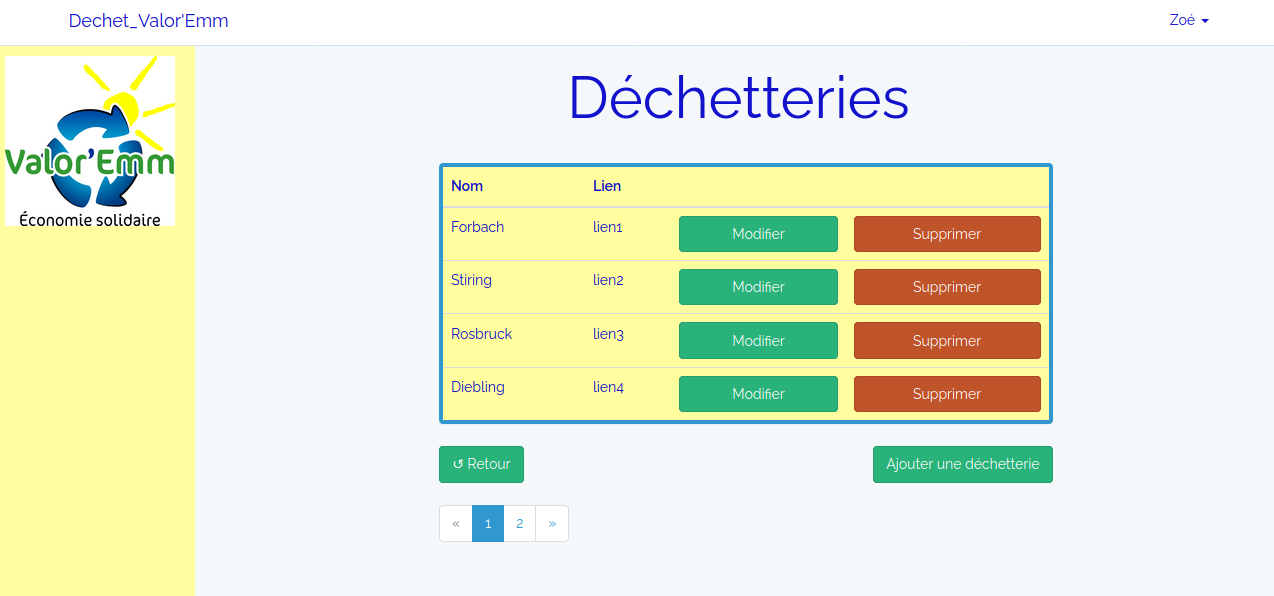 Dechet_Valor'Emm
Zoé
Valor'Emm
Économie solidaire
Déchetteries
Nom Lien
Forbach lien1 Modifier Supprimer
Stiring lien2 Modifier Supprimer
Rosbruck lien3 Modifier Supprimer
Diebling lien4 Modifier Supprimer
↺ Retour Ajouter une déchetterie
« 1 2 »